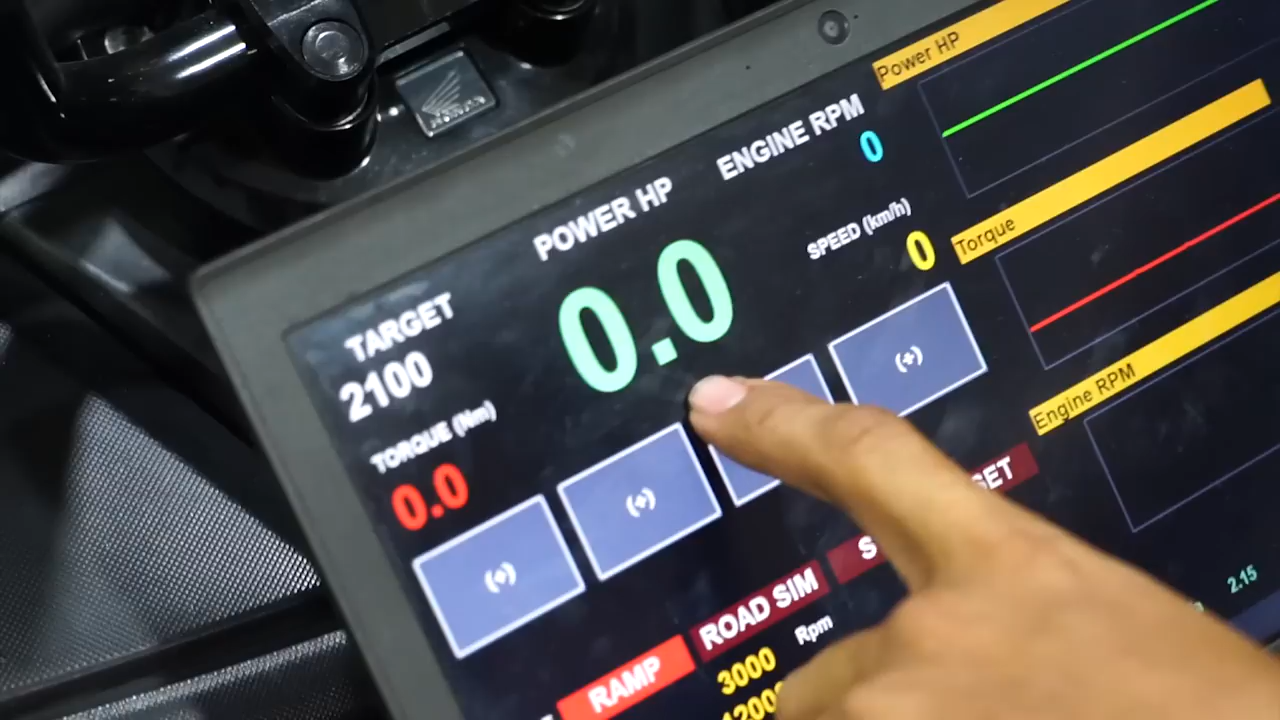 Power HP
ENGINE RPM
0
POWER HP
0.0
SPEED (km/h)
0
Torque
TARGET
2100
TORQUE (Nm)
0.0
(+)
(+)
(+)
Engine RPM
ROAD SIM
RAMP
Rpm
3000
2.15
HONDA